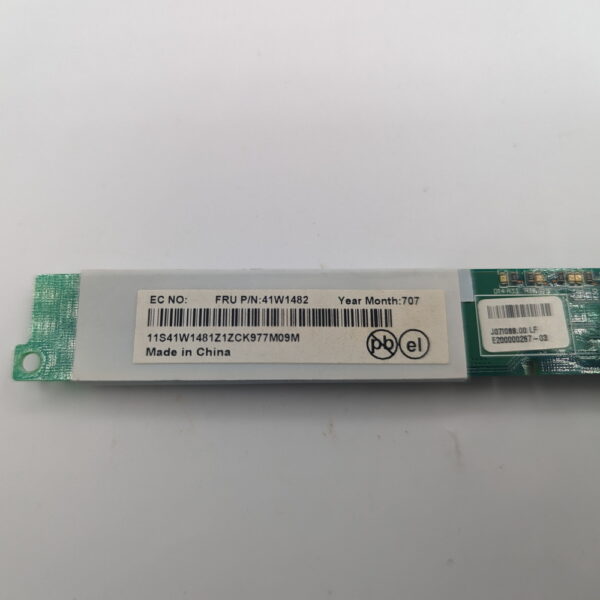 EC NO: FRU P/N:41W1482 Year Month:707
11S41W1481Z1ZCK977M09M
Made in China
pb el
J071088.00 LF
E200000267-03